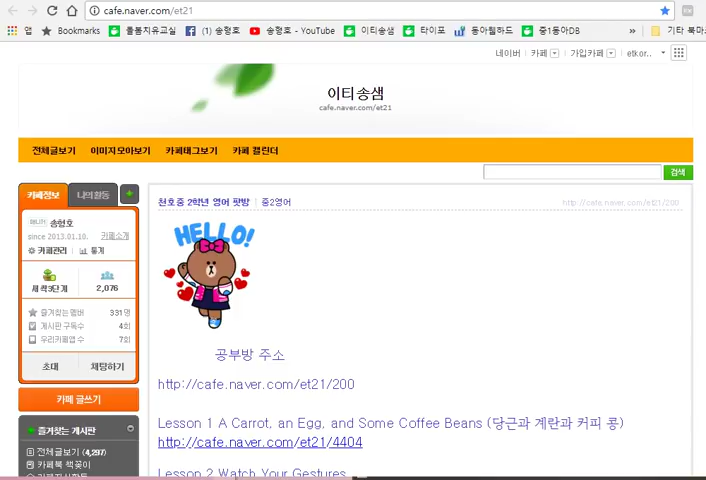 cafe.naver.com/et21
앱
Bookmarks
돌봄치유교실
(1) 송형호
송형호 - YouTube
이티송샘
타이포
동아헬하드
중1동아DB
»
기타 북마
네이버
카페
가입카페
etkor..
이티송샘
cafe.naver.com/et21
전체글보기
이미지모아보기
카페태그보기
카페 캘린더
검색
카페정보
나의활동
매니저 송형호
since 2013.01.10.
카페소개
카페관리
통계
새싹3단계
2,076
즐겨찾는 멤버
331명
게시판 구독수
4회
우리카페앱 수
7회
초대
채팅하기
카페 글쓰기
즐겨찾는 게시판
전체글보기 (4,297)
카페북 책꽂이
천호중 2학년 영어 팟방 | 중2영어
http://cafe.naver.com/et21/200
HELLO!
공부방 주소
http://cafe.naver.com/et21/200
Lesson 1 A Carrot, an Egg, and Some Coffee Beans (당근과 계란과 커피 콩)
http://cafe.naver.com/et21/4404
Lesson 2 Watch Your Gestures